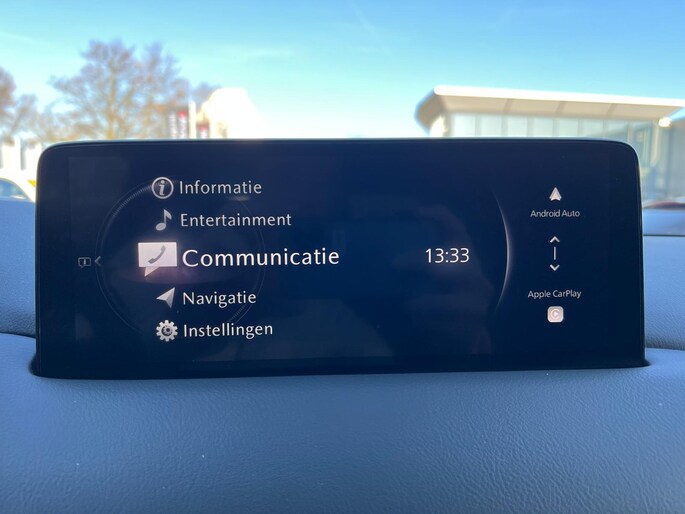 Informatie
Entertainment
Communicatie
13:33
Navigatie
Instellingen
Android Auto
Apple CarPlay